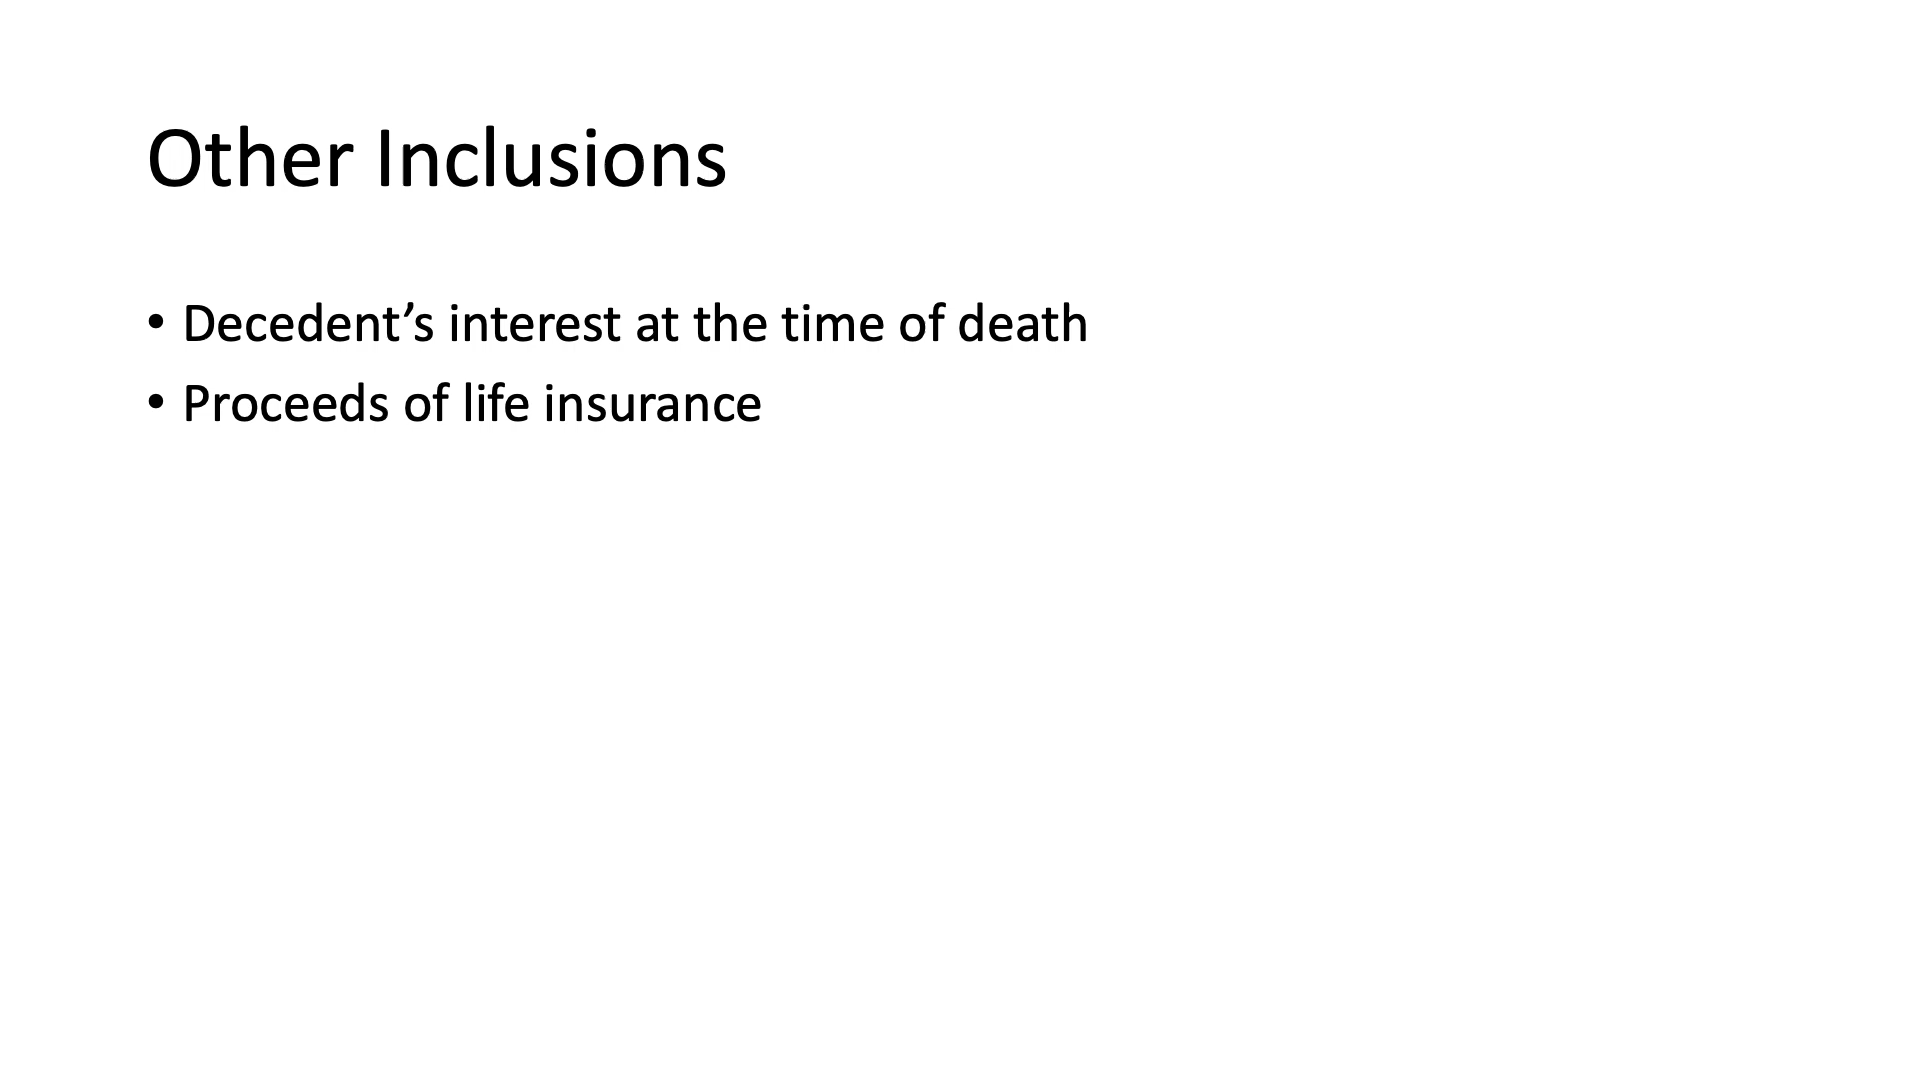 Other Inclusions
• Decedent’s interest at the time of death
• Proceeds of life insurance